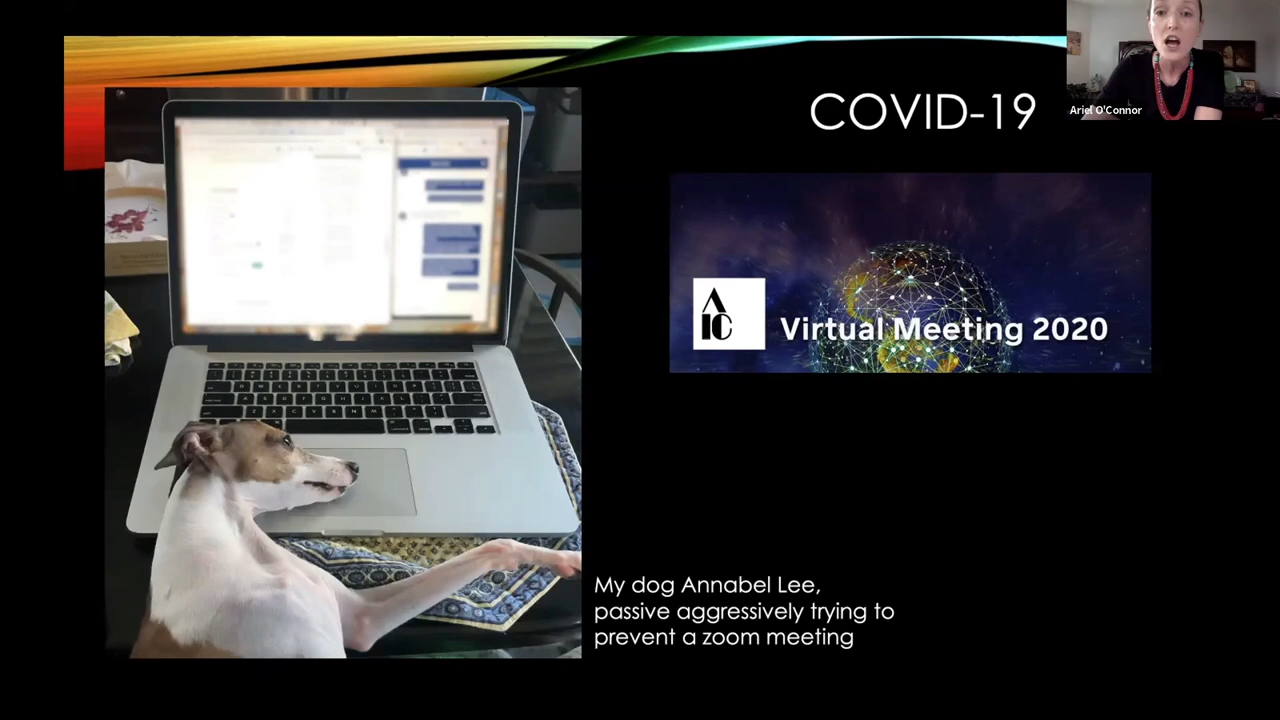 COVID-19
Ariel O'Connor
AIC
Virtual Meeting 2020
My dog Annabel Lee,
passive aggressively trying to
prevent a zoom meeting